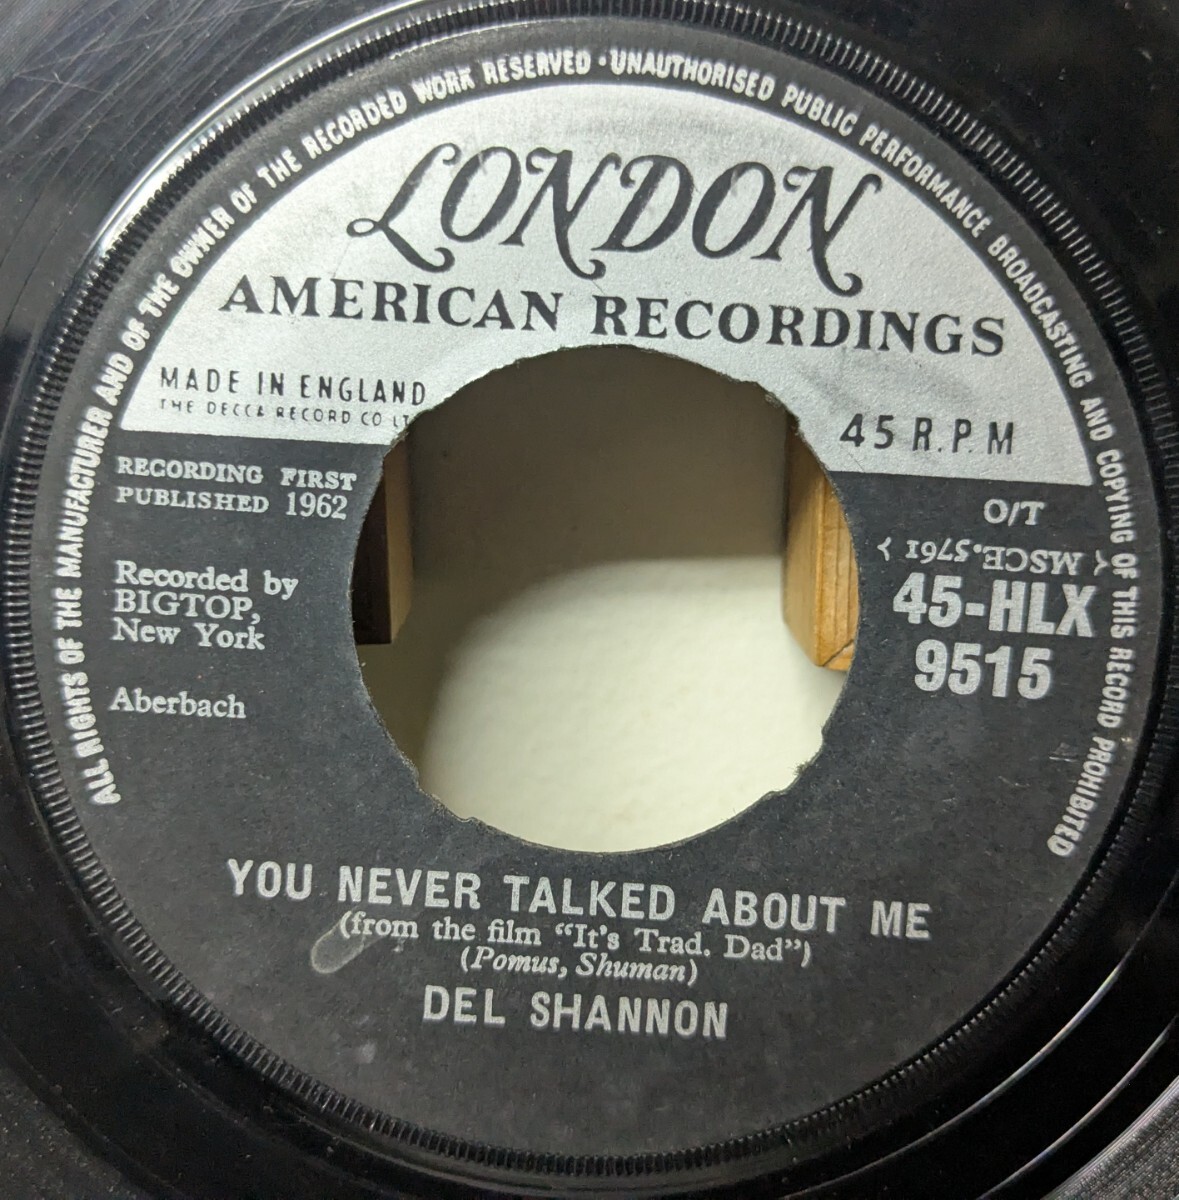 ALL RIGHTS OF THE MANUFACTURER AND OF THE OWNER OF THE RECORDED WORK RESERVED · UNAUTHORISED PUBLIC PERFORMANCE BROADCASTING AND COPYING OF THIS RECORD PROHIBITED
LONDON
AMERICAN RECORDINGS
MADE IN ENGLAND
THE DECCA RECORD CO LT
45 R.P.M
RECORDING FIRST
PUBLISHED 1962
O/T
( MSCE.5761 )
45-HLX
9515
Recorded by
BIGTOP,
New York
Aberbach
YOU NEVER TALKED ABOUT ME
(from the film "It's Trad. Dad")
(Pomus, Shuman)
DEL SHANNON